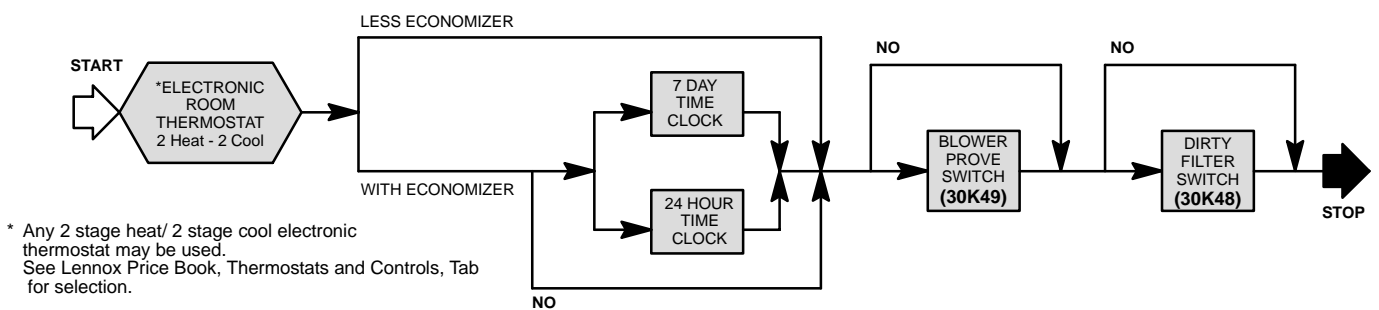 LESS ECONOMIZER
START
*ELECTRONIC
ROOM
THERMOSTAT
2 Heat - 2 Cool
7 DAY
TIME
CLOCK
24 HOUR
TIME
CLOCK
WITH ECONOMIZER
NO
NO
BLOWER
PROVE
SWITCH
(30K49)
NO
DIRTY
FILTER
SWITCH
(30K48)
STOP
* Any 2 stage heat/ 2 stage cool electronic
thermostat may be used.
See Lennox Price Book, Thermostats and Controls, Tab
for selection.